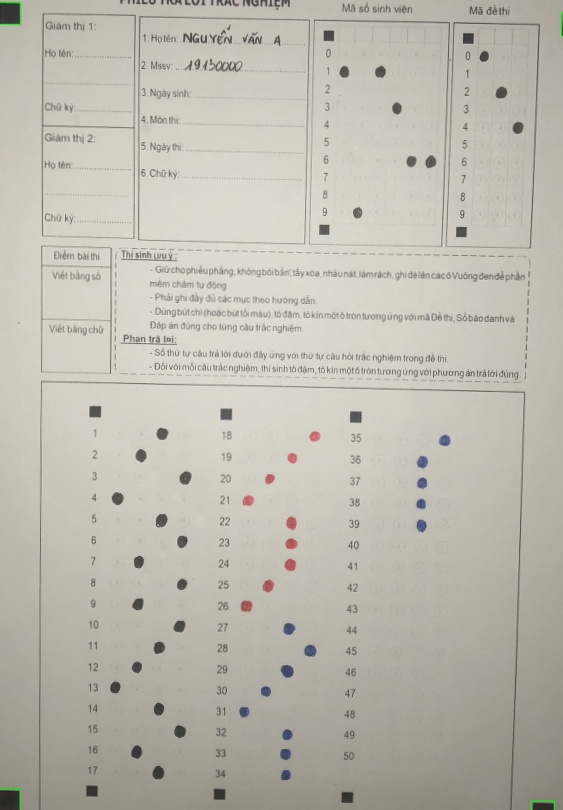 PHIẾU TRẢ LỜI TRẮC NGHIỆM
Giám thị 1:
Họ tên:
Chữ ký:
Giám thị 2:
Họ tên:
Chữ ký:
1. Họ tên: NGUYỄN VĂN A
2. Mssv: 19130000
3. Ngày sinh:
4. Môn thi:
5. Ngày thi:
6. Chữ ký:
Mã số sinh viên
0
1
2
3
4
5
6
7
8
9
Mã đề thi
0
1
2
3
4
5
6
7
8
9
Điểm bài thi
Viết bằng số
Viết bằng chữ
Thí sinh lưu ý:
- Giữ cho phiếu phẳng, không bôi bẩn, tẩy xóa, nhàu nát, làm rách, ghi đè lên các ô Vuông đen để phần
mềm chấm tự động
- Phải ghi đầy đủ các mục theo hướng dẫn.
- Dùng bút chì (hoặc bút tối màu), tô đậm, tô kín một ô tròn tương ứng với mã Đề thi, Số báo danh và
Đáp án đúng cho từng câu trắc nghiệm
Phan trả lai:
- Số thứ tự câu trả lời dưới đây ứng với thứ tự câu hỏi trắc nghiệm trong đề thi.
- Đối với mỗi câu trắc nghiệm, thí sinh tô đậm, tô kín một ô tròn tương ứng với phương án trả lời đúng.
1
2
3
4
5
6
7
8
9
10
11
12
13
14
15
16
17
18
19
20
21
22
23
24
25
26
27
28
29
30
31
32
33
34
35
36
37
38
39
40
41
42
43
44
45
46
47
48
49
50